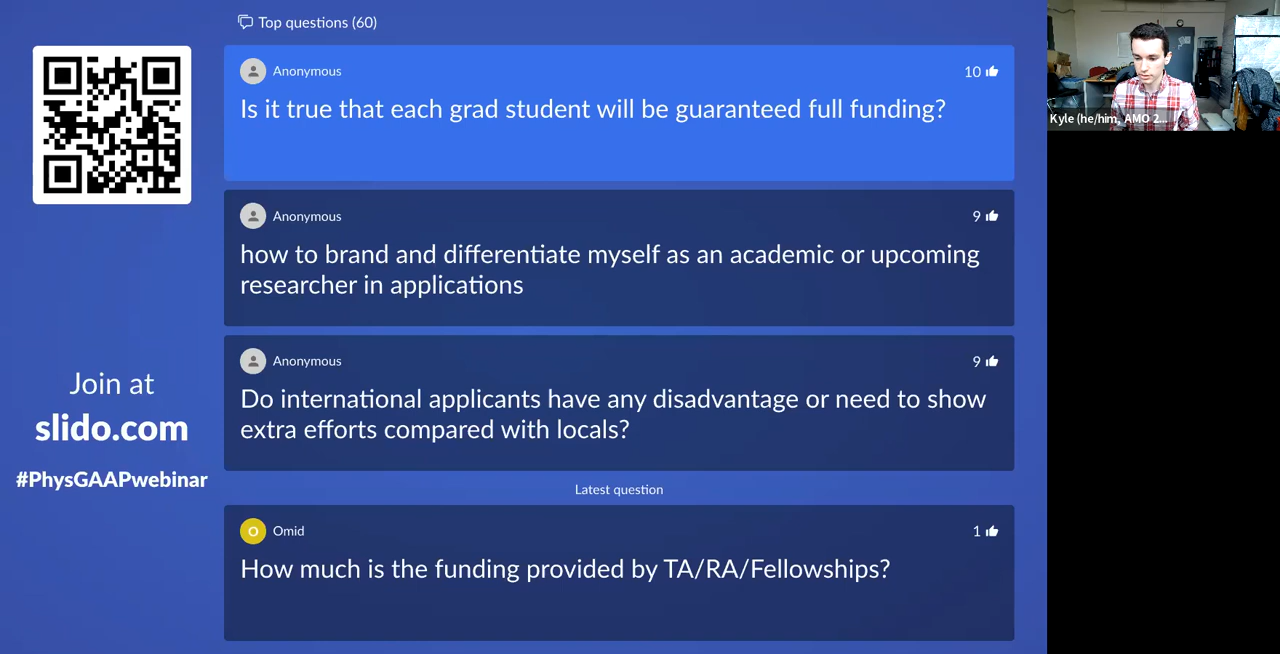 Top questions (60)
Anonymous
10
Is it true that each grad student will be guaranteed full funding?
Anonymous
9
how to brand and differentiate myself as an academic or upcoming
researcher in applications
Anonymous
9
Do international applicants have any disadvantage or need to show
extra efforts compared with locals?
Latest question
O
Omid
1
How much is the funding provided by TA/RA/Fellowships?
Join at
slido.com
#PhysGAAPwebinar
Kyle (he/him, AMO 2...